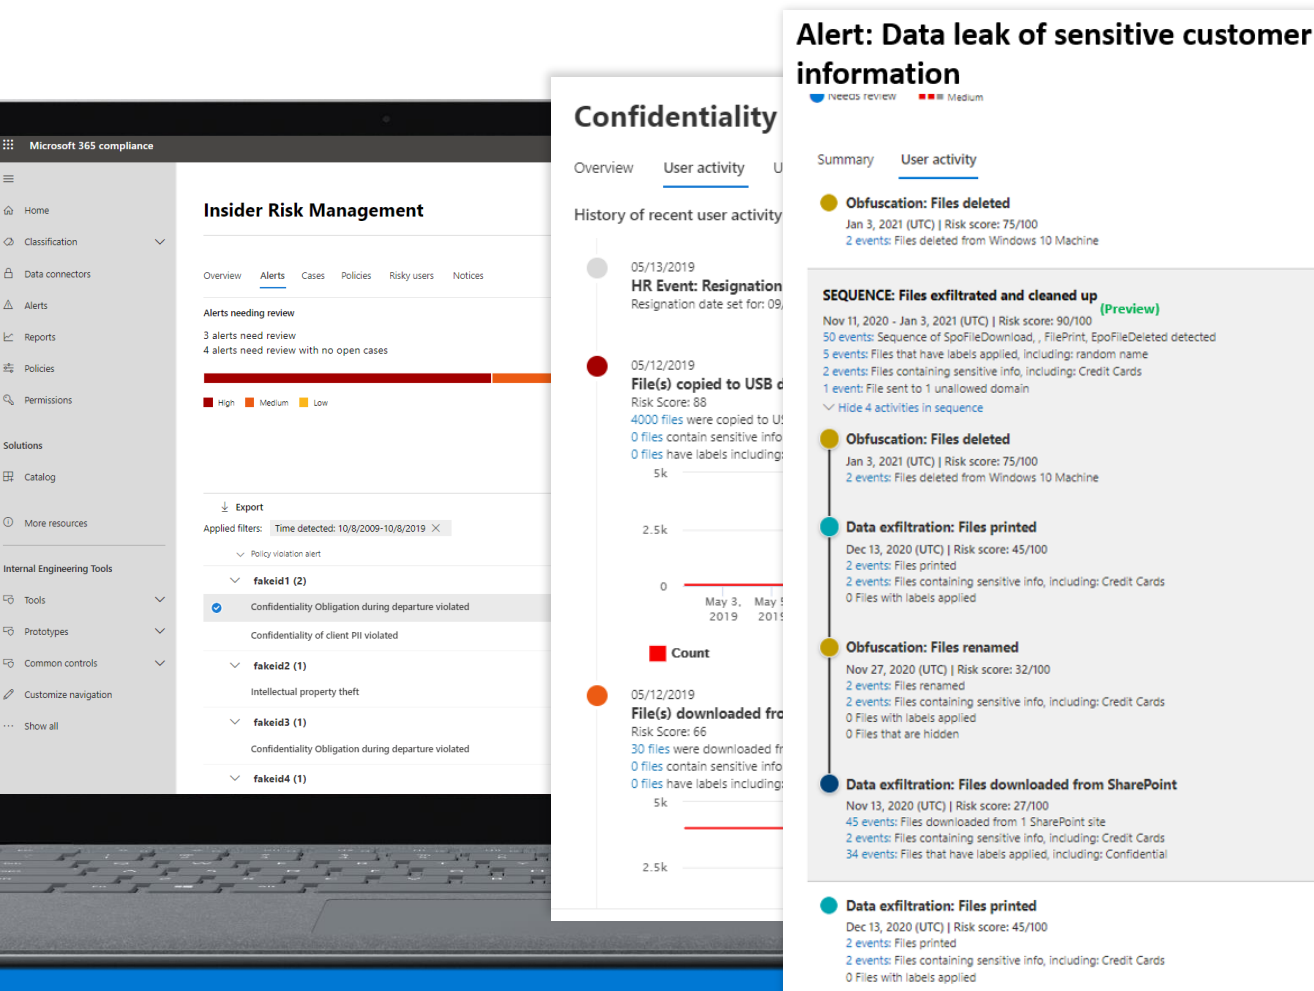 Microsoft 365 compliance
Home
Classification
Data connectors
Alerts
Reports
Policies
Permissions
Solutions
Catalog
More resources
Internal Engineering Tools
Tools
Prototypes
Common controls
Customize navigation
Show all
Insider Risk Management
Overview Alerts Cases Policies Risky users Notices
Alerts needing review
3 alerts need review
4 alerts need review with no open cases
High Medium Low
Export
Applied filters: Time detected: 10/8/2009-10/8/2019
Policy violation alert
fakeid1 (2)
Confidentiality Obligation during departure violated
Confidentiality of client PII violated
fakeid2 (1)
Intellectual property theft
fakeid3 (1)
Confidentiality Obligation during departure violated
fakeid4 (1)
Confidentiality
Overview User activity U
History of recent user activity
05/13/2019
HR Event: Resignation
Resignation date set for: 09/
05/12/2019
File(s) copied to USB d
Risk Score: 88
4000 files were copied to US
0 files contain sensitive info
0 files have labels including:
5k
2.5k
0
May 3, May 5
2019 2019
Count
05/12/2019
File(s) downloaded fro
Risk Score: 66
30 files were downloaded fr
0 files contain sensitive info
0 files have labels including:
5k
2.5k
Alert: Data leak of sensitive customer
information
Needs review Medium
Summary User activity
Obfuscation: Files deleted
Jan 3, 2021 (UTC) | Risk score: 75/100
2 events: Files deleted from Windows 10 Machine
SEQUENCE: Files exfiltrated and cleaned up
(Preview)
Nov 11, 2020 - Jan 3, 2021 (UTC) | Risk score: 90/100
50 events: Sequence of SpoFileDownload, , FilePrint, EpoFileDeleted detected
5 events: Files that have labels applied, including: random name
2 events: Files containing sensitive info, including: Credit Cards
1 event: File sent to 1 unallowed domain
Hide 4 activities in sequence
Obfuscation: Files deleted
Jan 3, 2021 (UTC) | Risk score: 75/100
2 events: Files deleted from Windows 10 Machine
Data exfiltration: Files printed
Dec 13, 2020 (UTC) | Risk score: 45/100
2 events: Files printed
2 events: Files containing sensitive info, including: Credit Cards
0 Files with labels applied
Obfuscation: Files renamed
Nov 27, 2020 (UTC) | Risk score: 32/100
2 events: Files renamed
2 events: Files containing sensitive info, including: Credit Cards
0 Files with labels applied
0 Files that are hidden
Data exfiltration: Files downloaded from SharePoint
Nov 13, 2020 (UTC) | Risk score: 27/100
45 events: Files downloaded from 1 SharePoint site
2 events: Files containing sensitive info, including: Credit Cards
34 events: Files that have labels applied, including: Confidential
Data exfiltration: Files printed
Dec 13, 2020 (UTC) | Risk score: 45/100
2 events: Files printed
2 events: Files containing sensitive info, including: Credit Cards
0 Files with labels applied